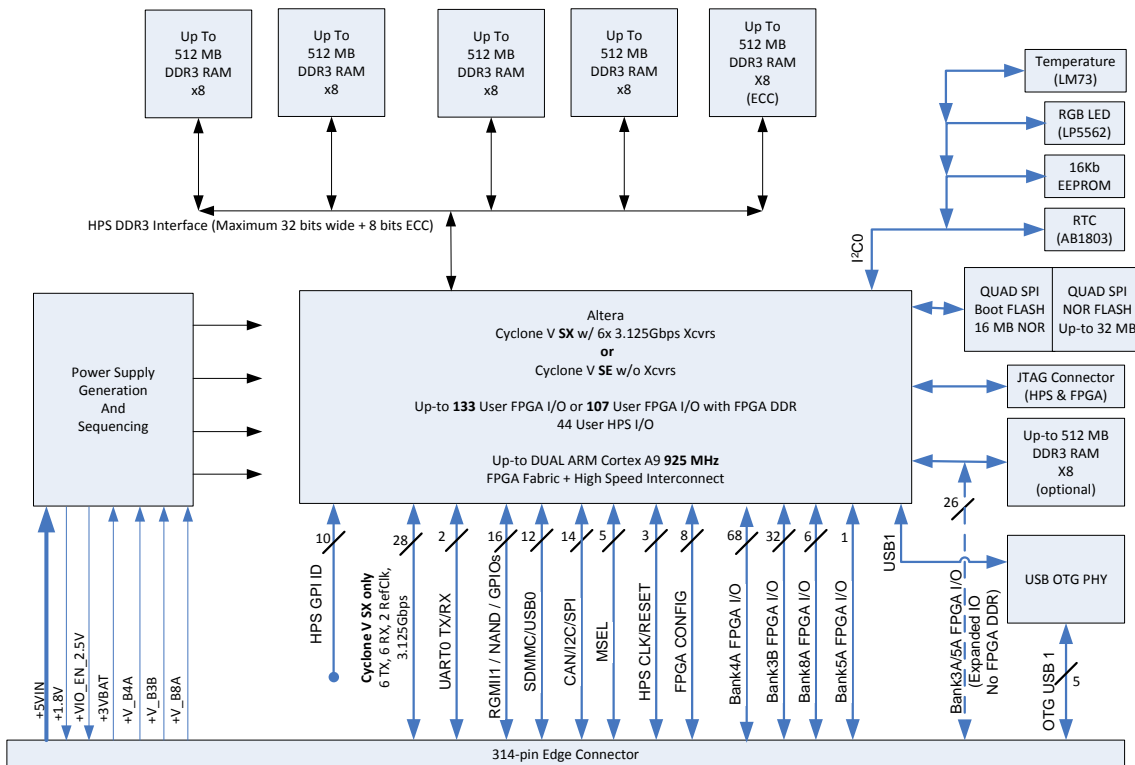 Up To
512 MB
DDR3 RAM
x8
Up To
512 MB
DDR3 RAM
x8
Up To
512 MB
DDR3 RAM
x8
Up To
512 MB
DDR3 RAM
x8
Up To
512 MB
DDR3 RAM
X8
(ECC)
Temperature
(LM73)
RGB LED
(LP5562)
16Kb
EEPROM
RTC
(AB1803)
HPS DDR3 Interface (Maximum 32 bits wide + 8 bits ECC)
I²C0
QUAD SPI
Boot FLASH
16 MB NOR
QUAD SPI
NOR FLASH
Up-to 32 MB
Power Supply
Generation
And
Sequencing
Altera
Cyclone V SX w/ 6x 3.125Gbps Xcvrs
or
Cyclone V SE w/o Xcvrs
Up-to 133 User FPGA I/O or 107 User FPGA I/O with FPGA DDR
44 User HPS I/O
Up-to DUAL ARM Cortex A9 925 MHz
FPGA Fabric + High Speed Interconnect
JTAG Connector
(HPS & FPGA)
Up-to 512 MB
DDR3 RAM
X8
(optional)
USB OTG PHY
+5VIN
+1.8V
+VIO_EN_2.5V
+3VBAT
+V_B4A
+V_B3B
+V_B8A
10
HPS GPI ID
28
Cyclone V SX only
6 TX, 6 RX, 2 RefClk,
3.125Gbps
2
UART0 TX/RX
16
RGMII1 / NAND / GPIOs
12
SDMMC/USB0
14
CAN/I2C/SPI
5
MSEL
3
HPS CLK/RESET
8
FPGA CONFIG
68
Bank4A FPGA I/O
32
Bank3B FPGA I/O
6
Bank8A FPGA I/O
1
Bank5A FPGA I/O
USB1
26
Bank3A/5A FPGA I/O
(Expanded IO
No FPGA DDR)
OTG USB 1
5
314-pin Edge Connector